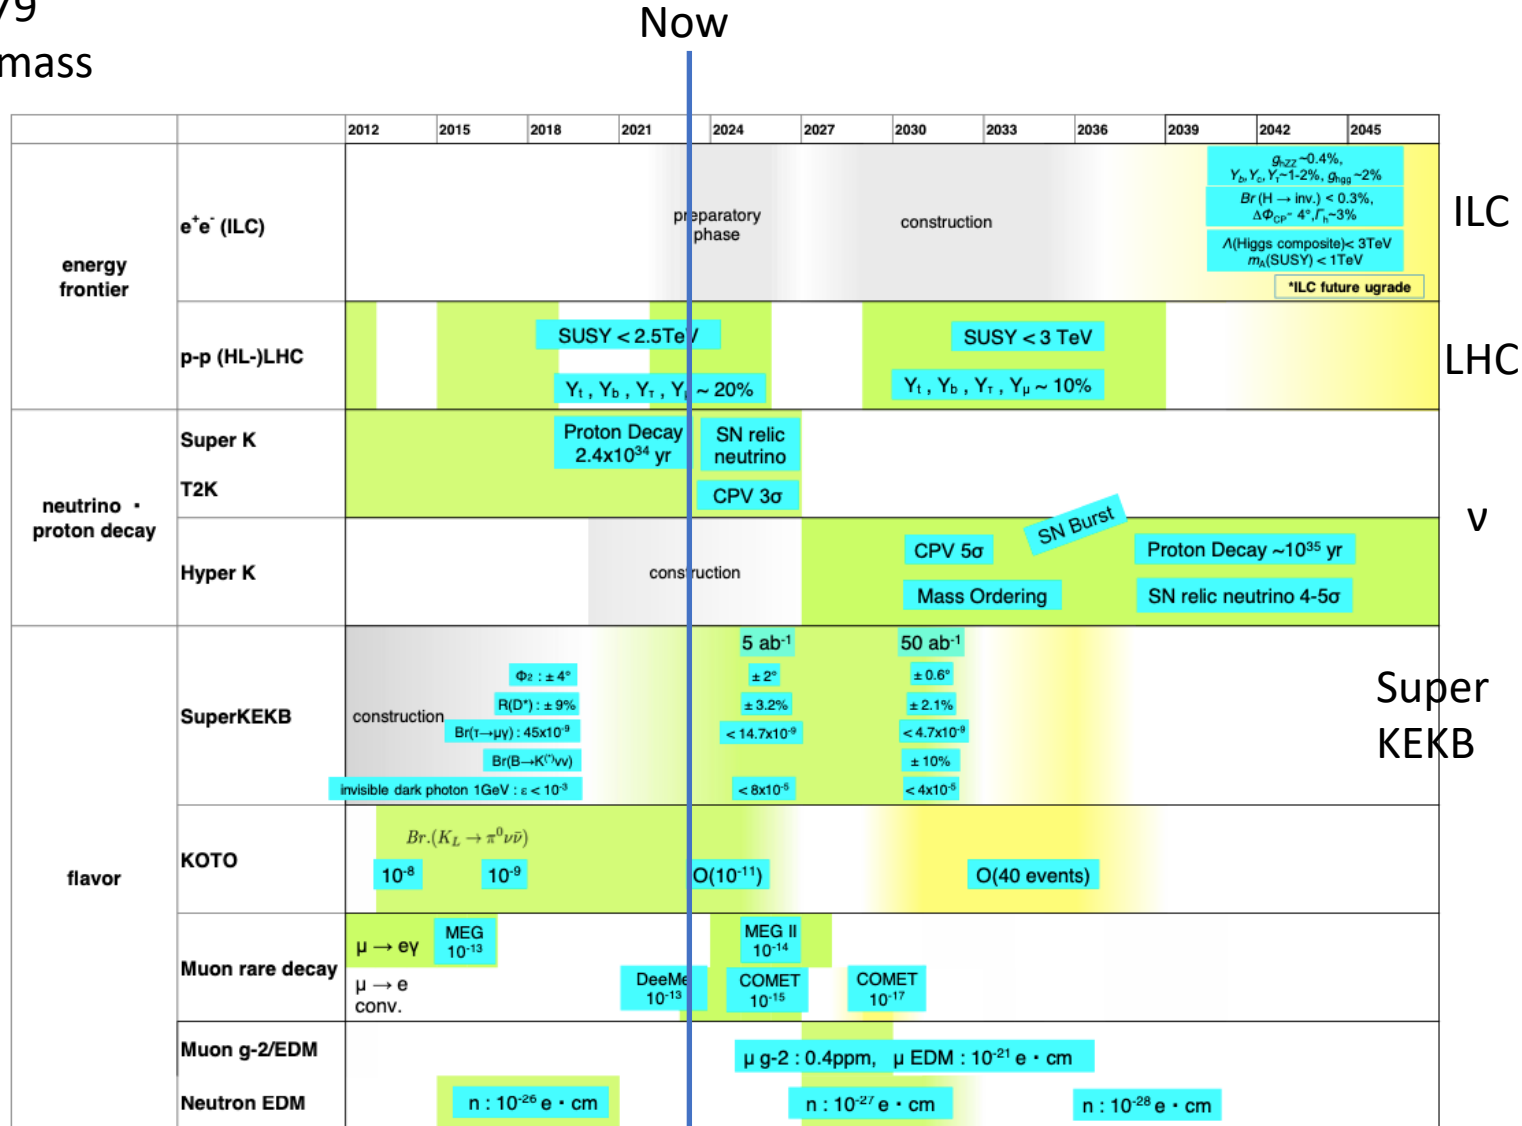 /9
mass
Now
2012 2015 2018 2021 2024 2027 2030 2033 2036 2039 2042 2045
energy
frontier
e⁺e⁻ (ILC)
preparatory
phase
construction
g_hZZ ~0.4%,
Y_b, Y_c, Y_τ ~1-2%, g_hgg ~2%
Br (H → inv.) < 0.3%,
ΔΦ_CP~ 4°, Γ_h~3%
Λ(Higgs composite)< 3TeV
m_A(SUSY) < 1TeV
*ILC future ugrade
ILC
p-p (HL-)LHC
SUSY < 2.5TeV
Y_t , Y_b , Y_τ , Y_μ ~ 20%
SUSY < 3 TeV
Y_t , Y_b , Y_τ , Y_μ ~ 10%
LHC
neutrino・
proton decay
Super K
T2K
Proton Decay
2.4x10³⁴ yr
SN relic
neutrino
CPV 3σ
Hyper K
construction
CPV 5σ
SN Burst
Proton Decay ~10³⁵ yr
Mass Ordering
SN relic neutrino 4-5σ
ν
flavor
SuperKEKB
construction
5 ab⁻¹
50 ab⁻¹
Φ₂ : ± 4°
± 2°
± 0.6°
R(D*) : ± 9%
± 3.2%
± 2.1%
Br(τ→μγ) : 45x10⁻⁹
< 14.7x10⁻⁹
< 4.7x10⁻⁹
Br(B→K⁽*⁾νν)
± 10%
invisible dark photon 1GeV : ε < 10⁻³
< 8x10⁻⁵
< 4x10⁻⁵
Super
KEKB
KOTO
Br.(K_L → π⁰νν̄)
10⁻⁸
10⁻⁹
O(10⁻¹¹)
O(40 events)
Muon rare decay
μ → eγ
MEG
10⁻¹³
MEG II
10⁻¹⁴
μ → e
conv.
DeeMe
10⁻¹³
COMET
10⁻¹⁵
COMET
10⁻¹⁷
Muon g-2/EDM
μ g-2 : 0.4ppm, μ EDM : 10⁻²¹ e・cm
Neutron EDM
n : 10⁻²⁶ e・cm
n : 10⁻²⁷ e・cm
n : 10⁻²⁸ e・cm